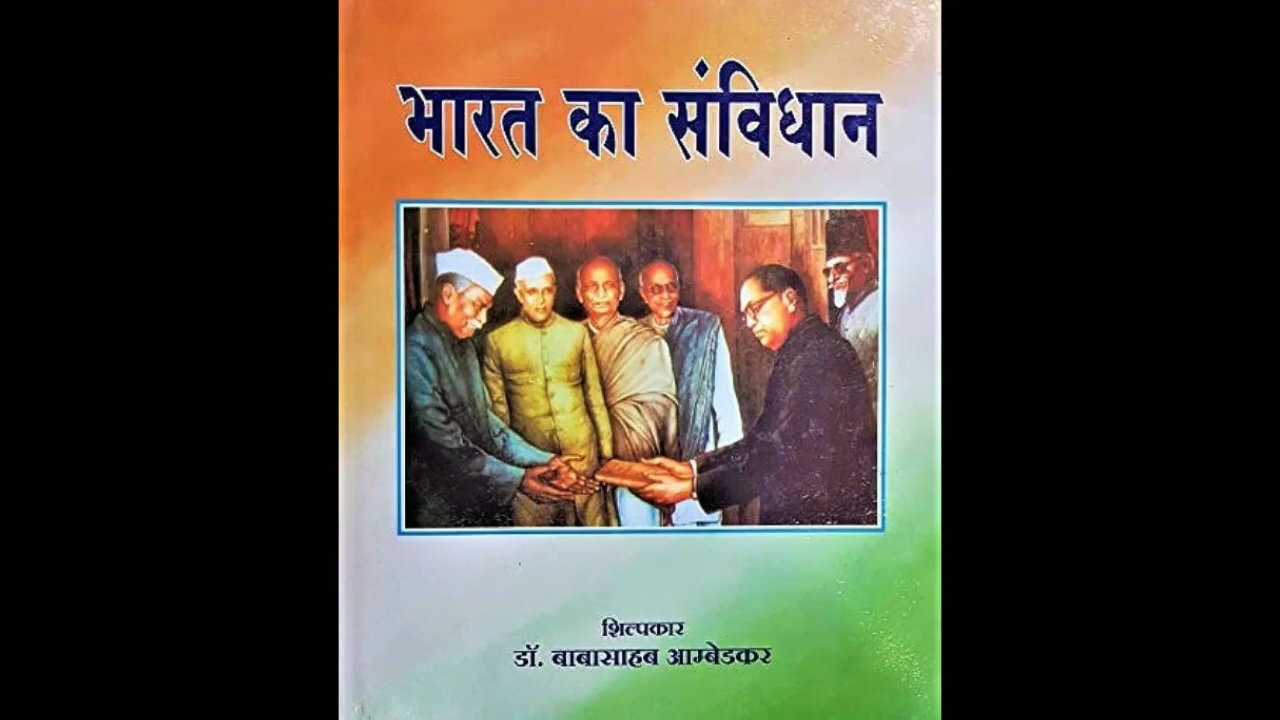 भारत का संविधान
शिल्पकार
डॉ. बाबासाहब आम्बेडकर